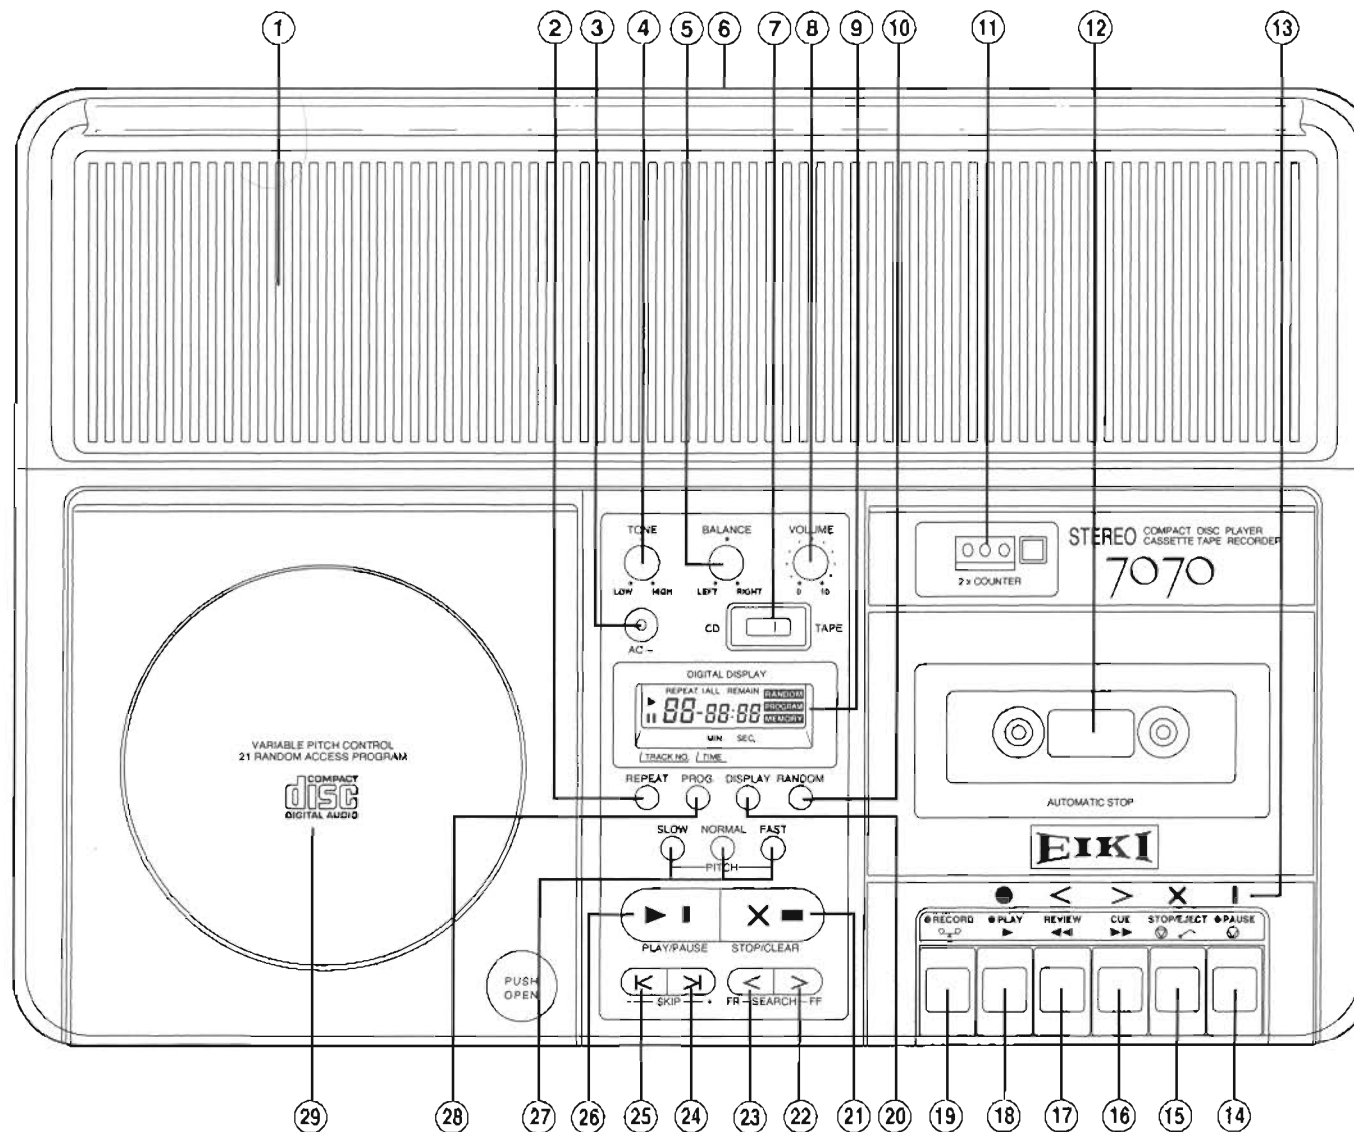 1 2 3 4 5 6 7 8 9 10 11 12 13
TONE BALANCE VOLUME
LOW HIGH LEFT RIGHT 0 10
AC ~
CD TAPE
DIGITAL DISPLAY
REPEAT 1ALL REMAIN RANDOM
PROGRAM
MEMORY
88-88:88
MIN SEC.
TRACK NO. TIME
REPEAT PROG. DISPLAY RANDOM
SLOW NORMAL FAST
PITCH
PLAY/PAUSE STOP/CLEAR
- SKIP + FR - SEARCH - FF
VARIABLE PITCH CONTROL
21 RANDOM ACCESS PROGRAM
COMPACT
disc
DIGITAL AUDIO
PUSH
OPEN
000
2 x COUNTER
STEREO COMPACT DISC PLAYER
CASSETTE TAPE RECORDER
7070
AUTOMATIC STOP
EIKI
RECORD PLAY REVIEW CUE STOP/EJECT PAUSE
29 28 27 26 25 24 23 22 21 20 19 18 17 16 15 14